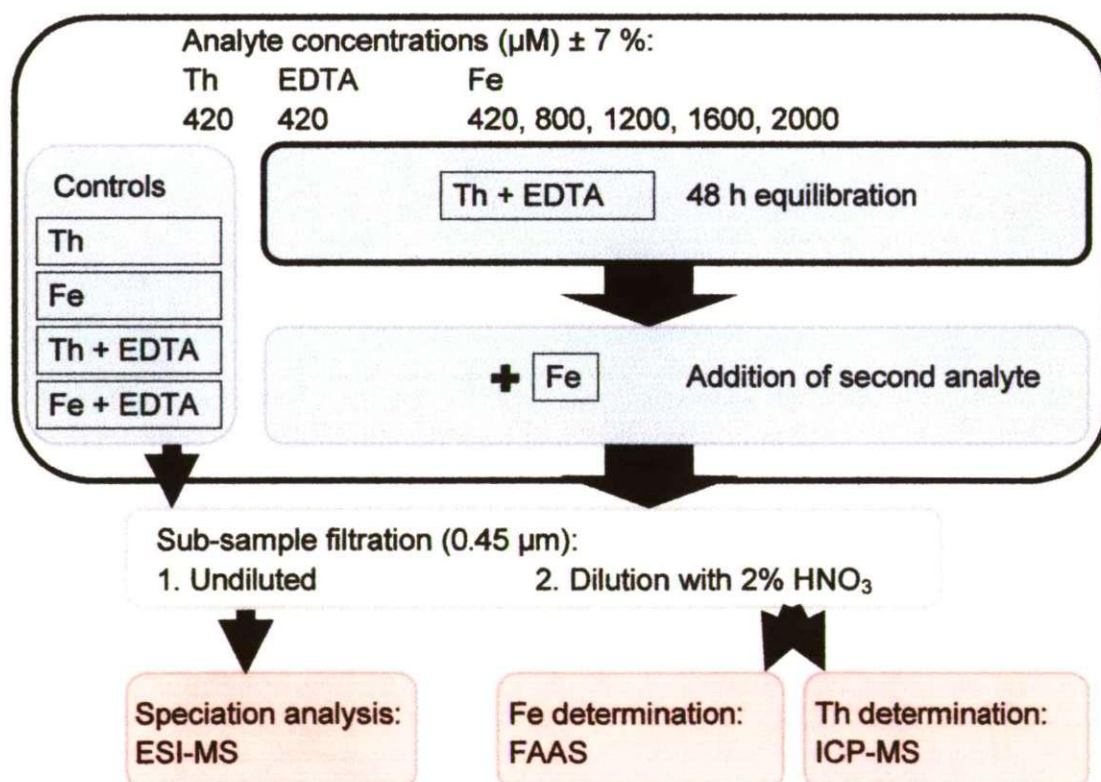 Analyte concentrations (µM) ± 7 %:
Th EDTA Fe
420 420 420, 800, 1200, 1600, 2000
Controls
Th
Fe
Th + EDTA
Fe + EDTA
Th + EDTA 48 h equilibration
+ Fe Addition of second analyte
Sub-sample filtration (0.45 µm):
1. Undiluted 2. Dilution with 2% HNO₃
Speciation analysis:
ESI-MS
Fe determination:
FAAS
Th determination:
ICP-MS